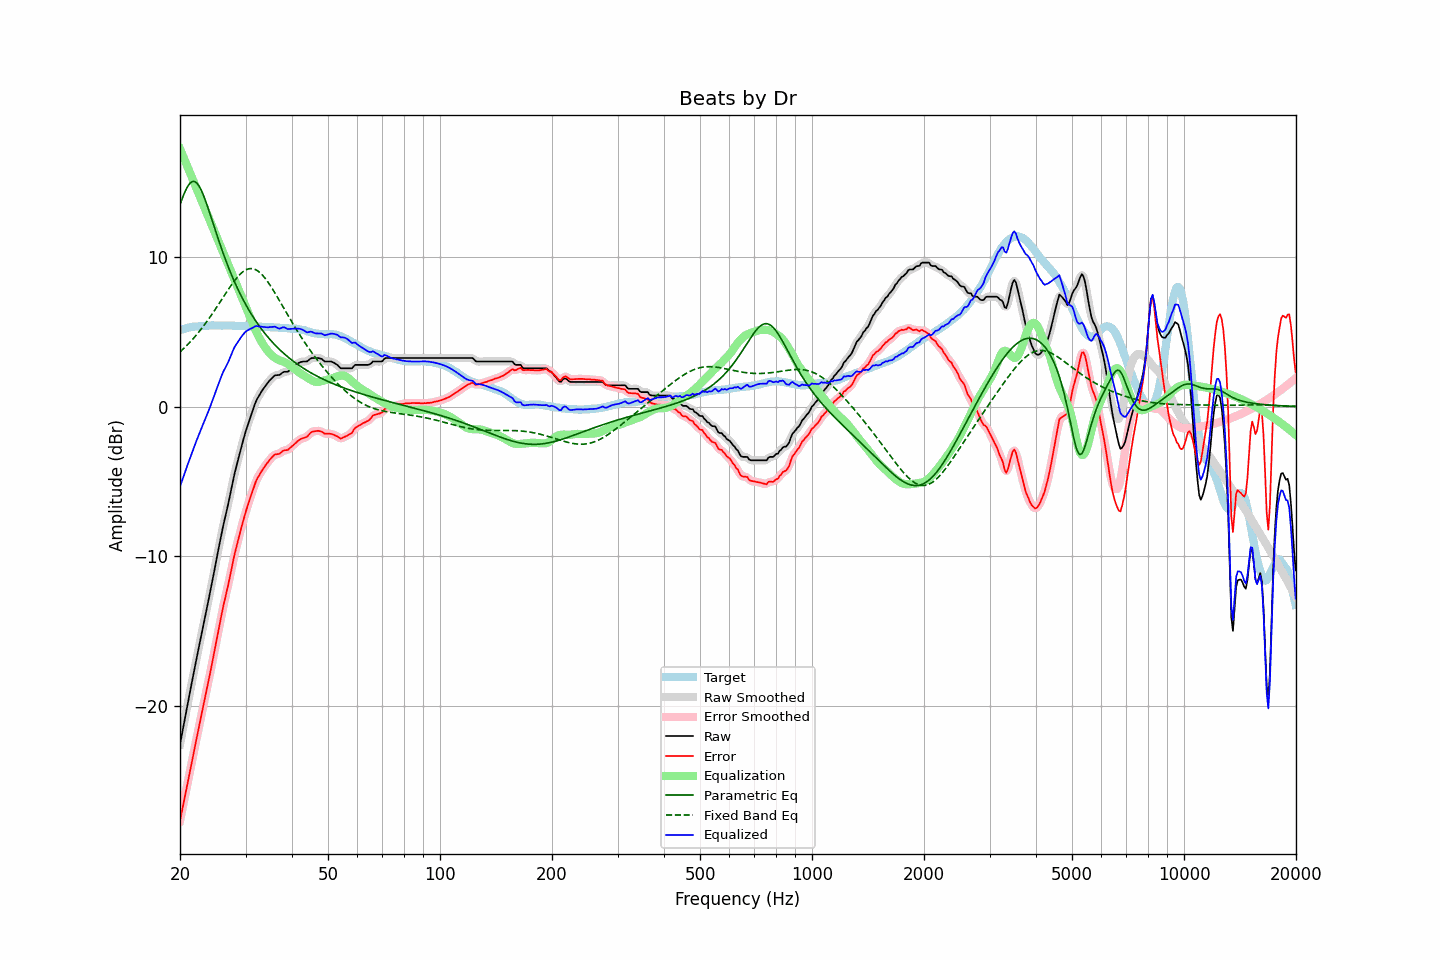 Beats by Dr
Amplitude (dBr)
10
0
−10
−20
Target
Raw Smoothed
Error Smoothed
Raw
Error
Equalization
Parametric Eq
Fixed Band Eq
Equalized
20 50 100 200 500 1000 2000 5000 10000 20000
Frequency (Hz)